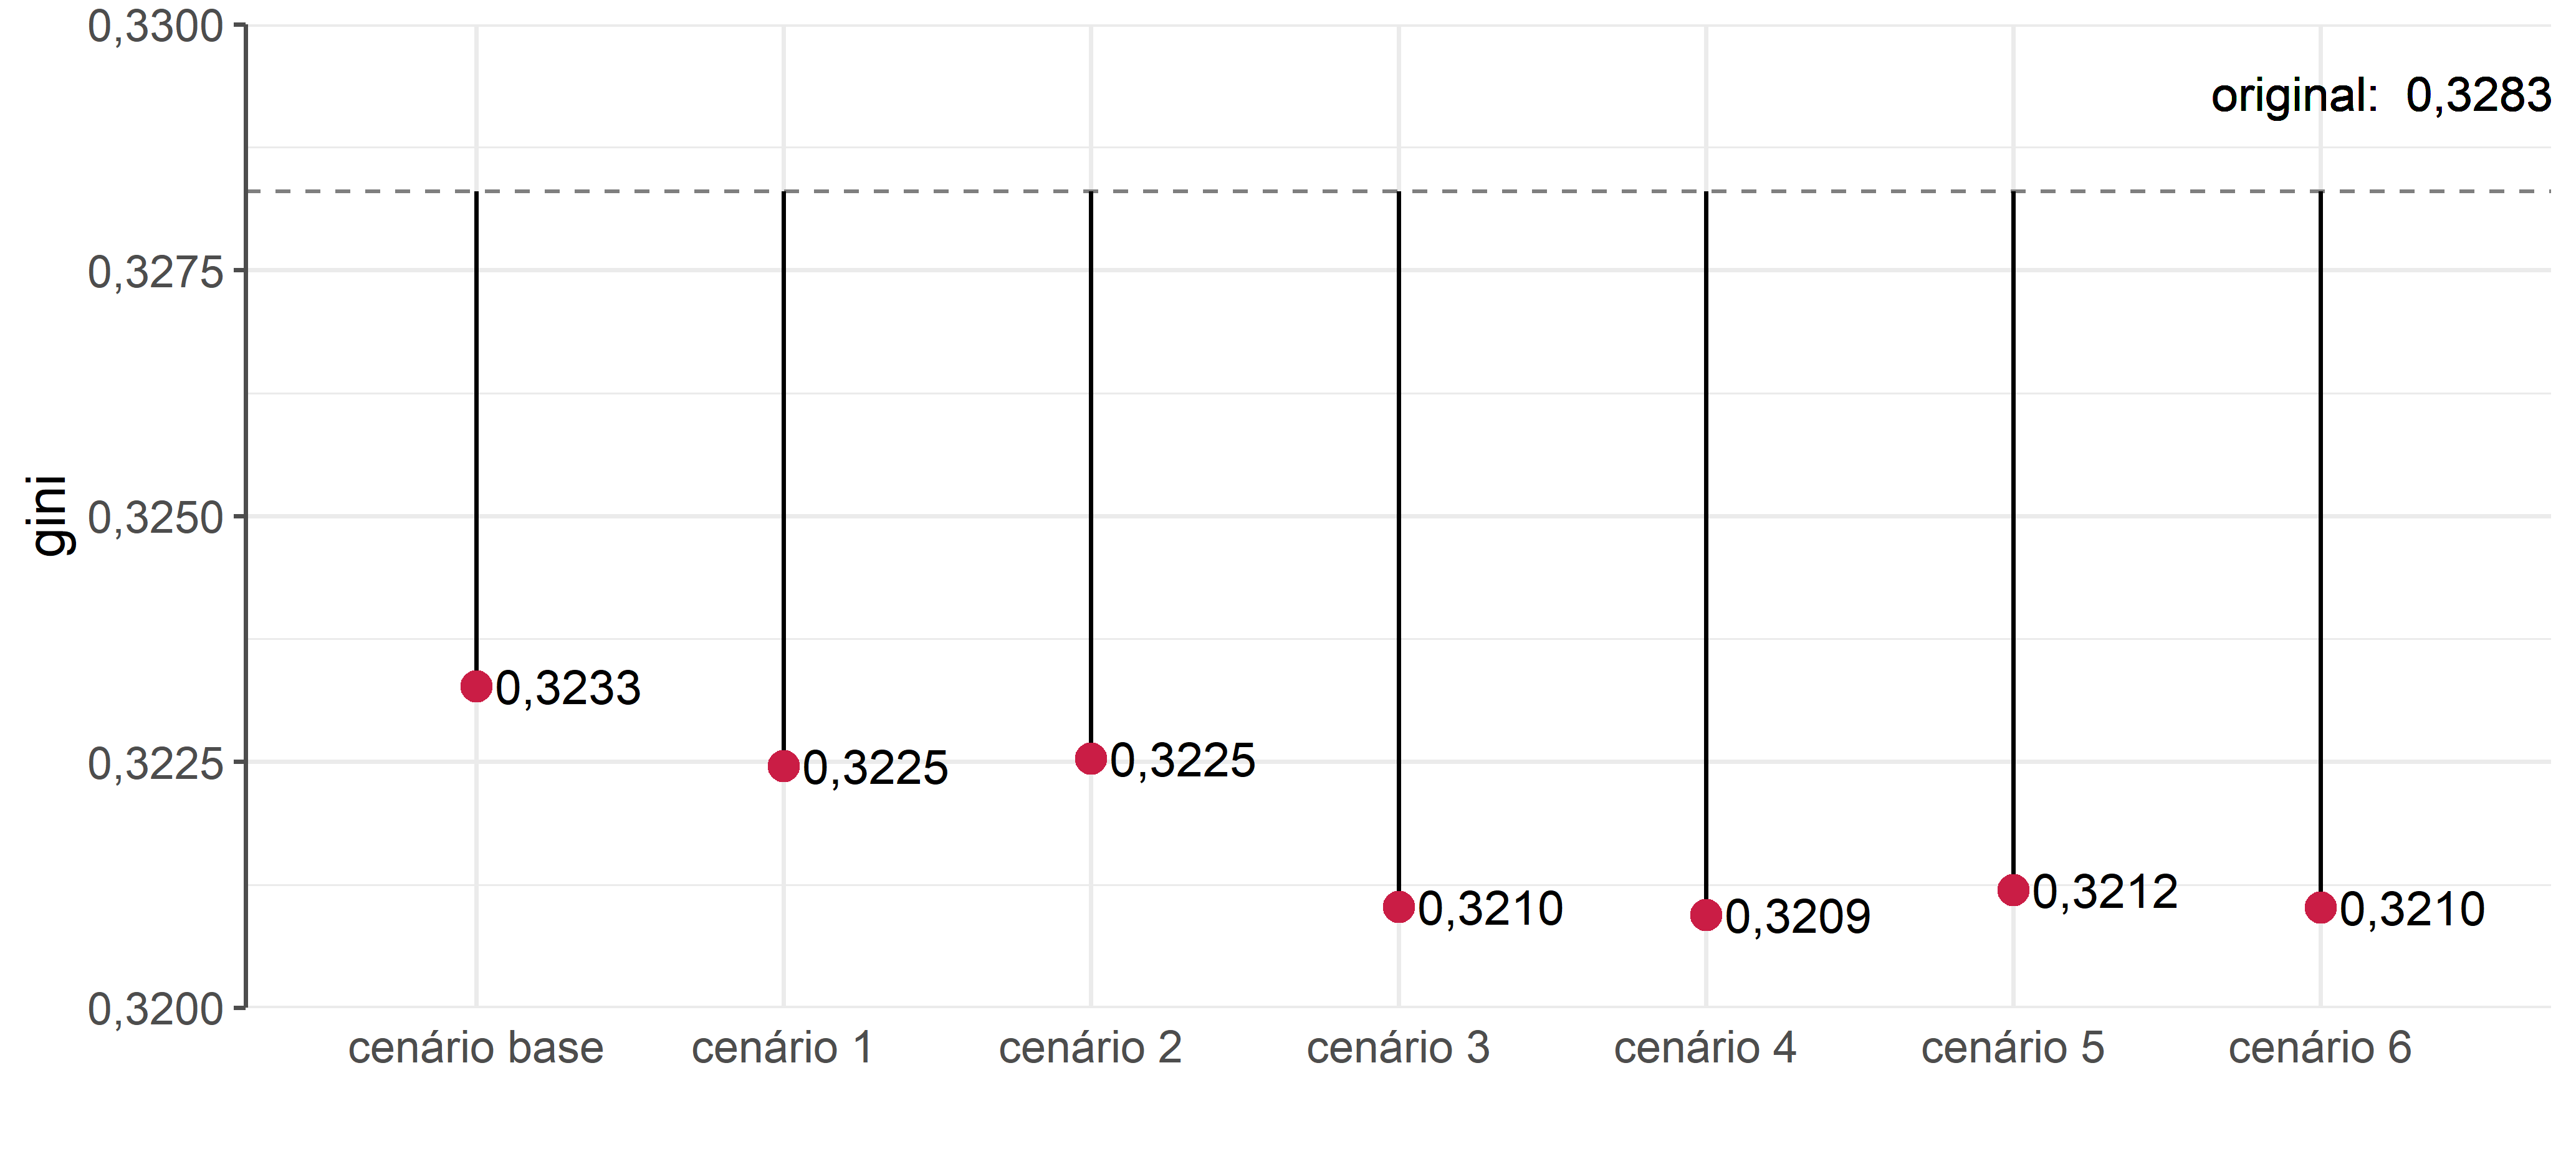 0,3300
original: 0,3283
0,3275
gini
0,3250
0,3233
0,3225
0,3225
0,3225
0,3210
0,3209
0,3212
0,3210
0,3200
cenário base
cenário 1
cenário 2
cenário 3
cenário 4
cenário 5
cenário 6